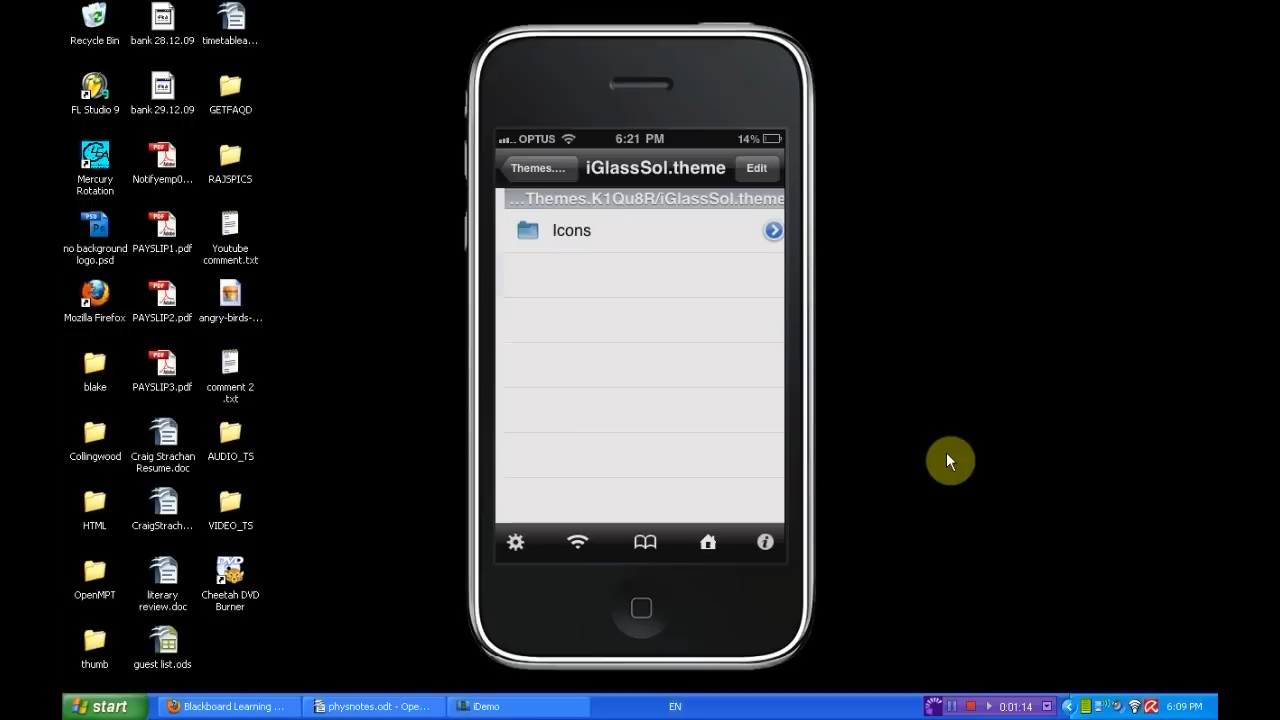 Recycle Bin
bank 28.12.09
timetablea...
FL Studio 9
bank 29.12.09
GETFAQD
Mercury
Rotation
Notifyemp0...
RAJSPICS
no background
logo.psd
PAYSLIP1.pdf
Youtube
comment.txt
Mozilla Firefox
PAYSLIP2.pdf
angry-birds-...
blake
PAYSLIP3.pdf
comment 2
.txt
Collingwood
Craig Strachan
Resume.doc
AUDIO_TS
HTML
CraigStrach...
VIDEO_TS
OpenMPT
literary
review.doc
Cheetah DVD
Burner
thumb
guest list.ods
OPTUS 6:21 PM 14%
Themes.... iGlassSol.theme Edit
...Themes.K1Qu8R/iGlassSol.theme
Icons
start Blackboard Learning ... physnotes.odt - Ope... iDemo EN 0:01:14 6:09 PM